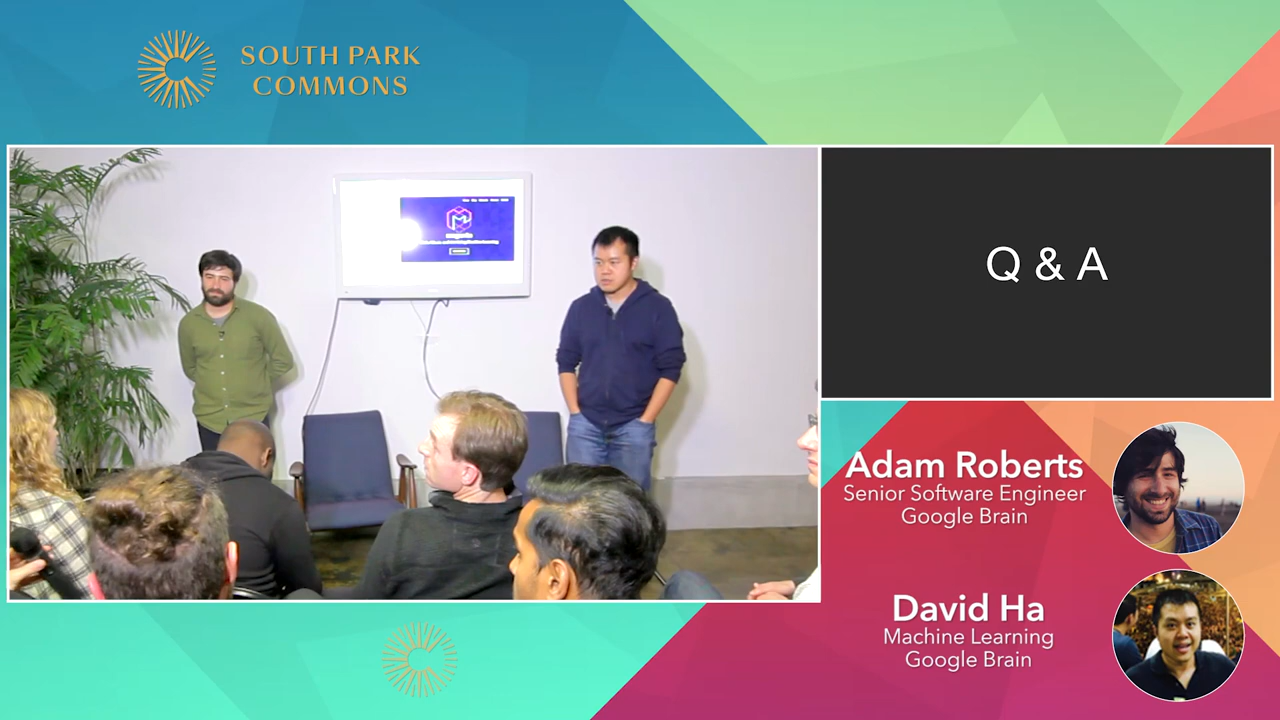 SOUTH PARK
COMMONS
Q & A
Adam Roberts
Senior Software Engineer
Google Brain
David Ha
Machine Learning
Google Brain